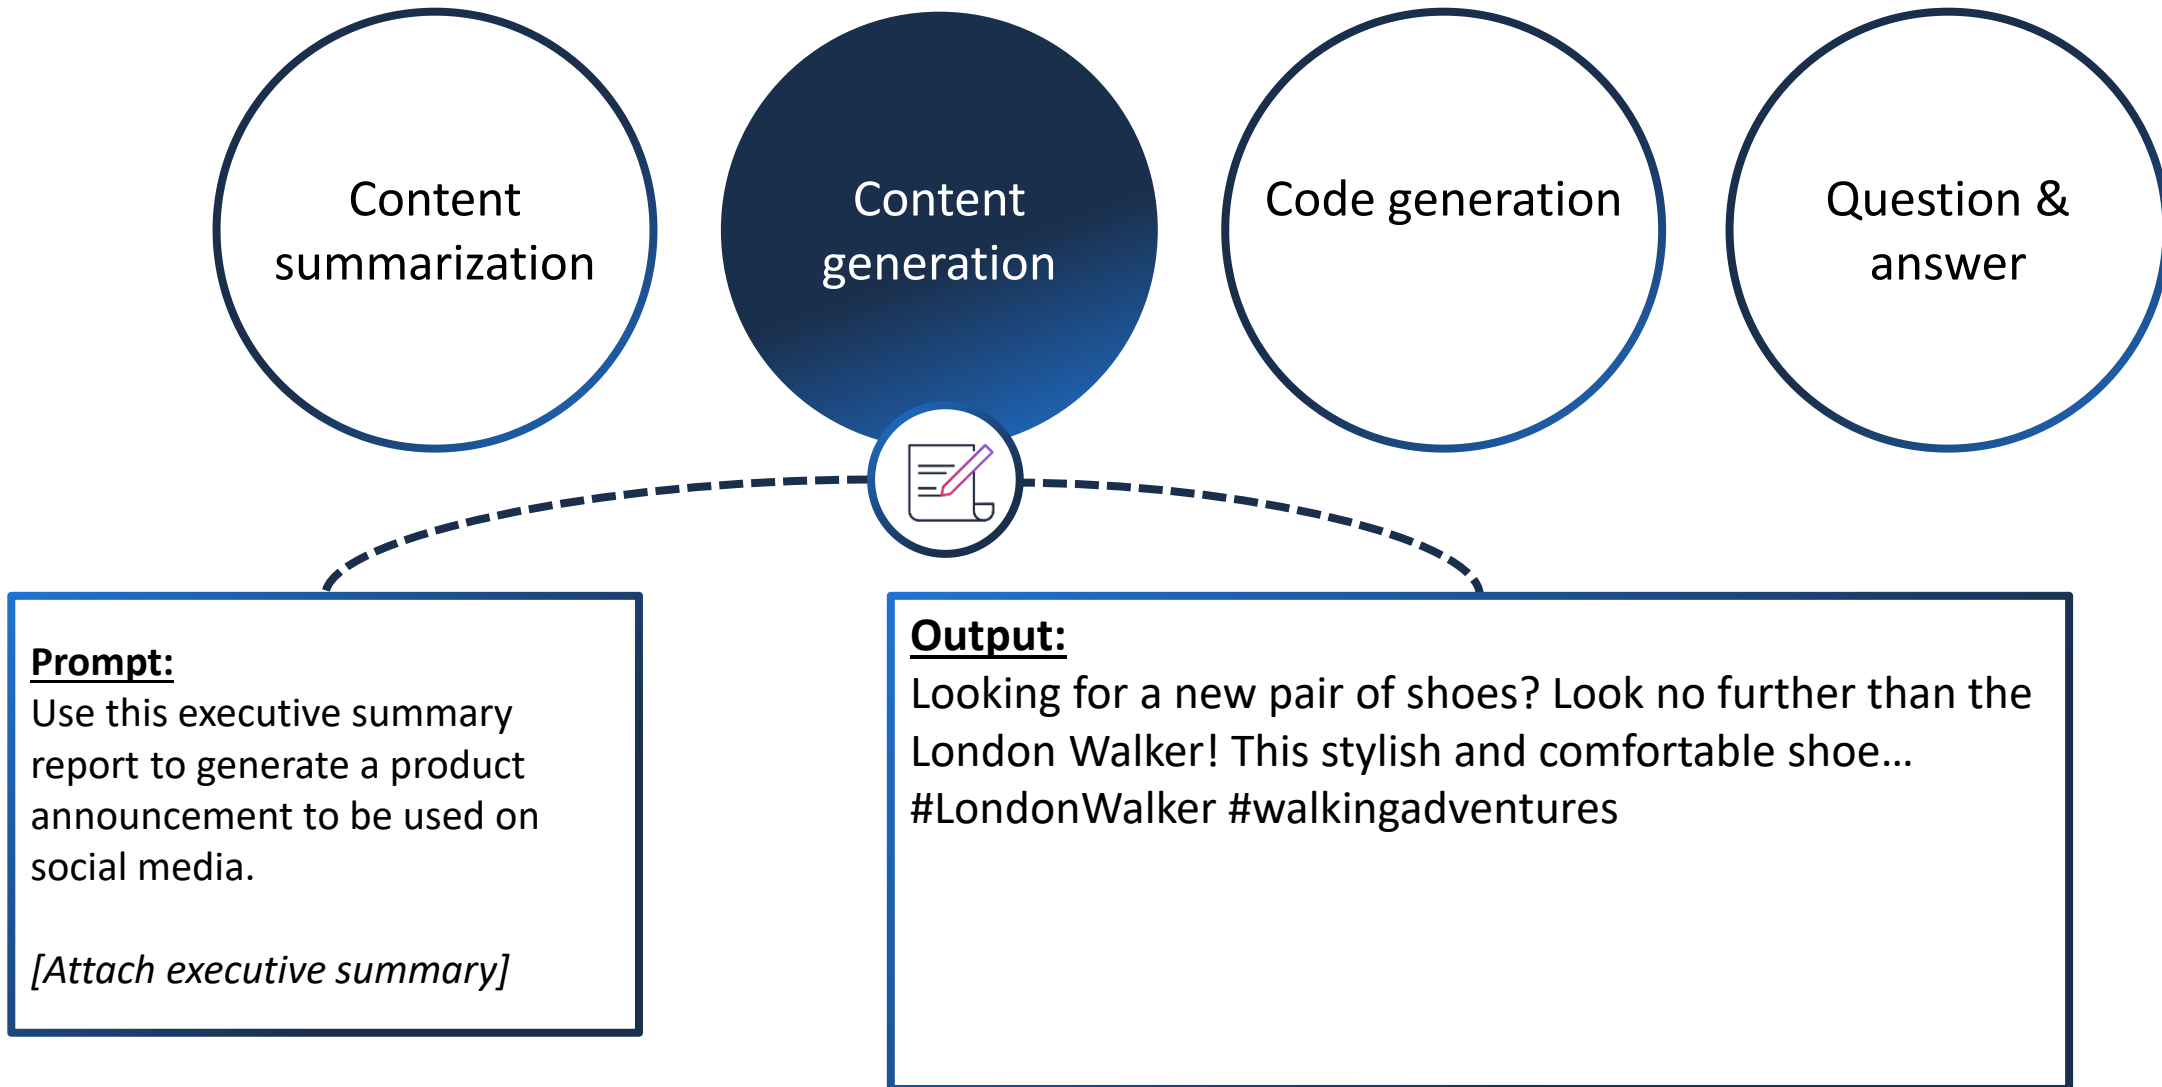 Content
summarization
Content
generation
Code generation
Question &
answer
Prompt:
Use this executive summary
report to generate a product
announcement to be used on
social media.
[Attach executive summary]
Output:
Looking for a new pair of shoes? Look no further than the
London Walker! This stylish and comfortable shoe…
#LondonWalker #walkingadventures